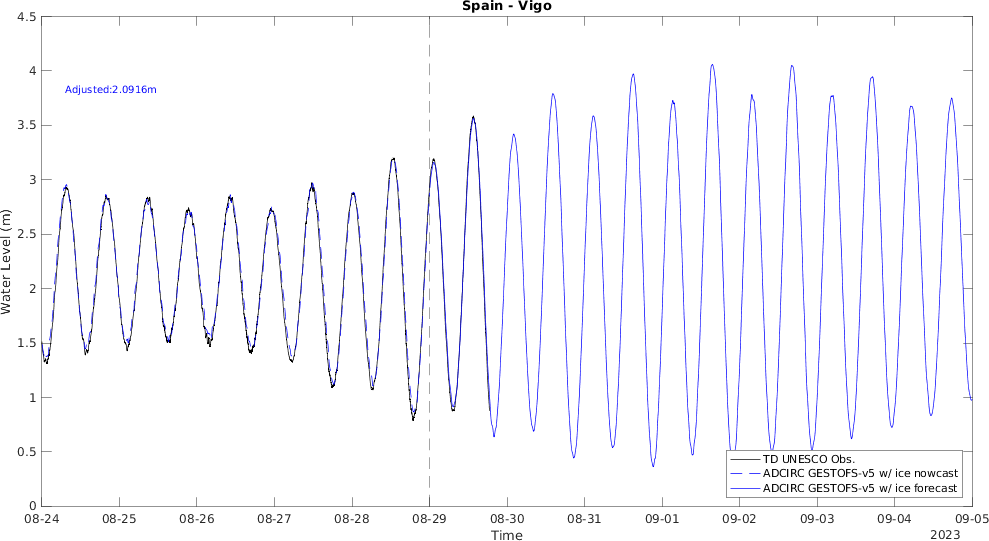 Spain - Vigo
4.5
4
3.5
3
2.5
2
1.5
1
0.5
0
Water Level (m)
Adjusted:2.0916m
TD UNESCO Obs.
ADCIRC GESTOFS-v5 w/ ice nowcast
ADCIRC GESTOFS-v5 w/ ice forecast
08-24 08-25 08-26 08-27 08-28 08-29 08-30 08-31 09-01 09-02 09-03 09-04 09-05
Time
2023